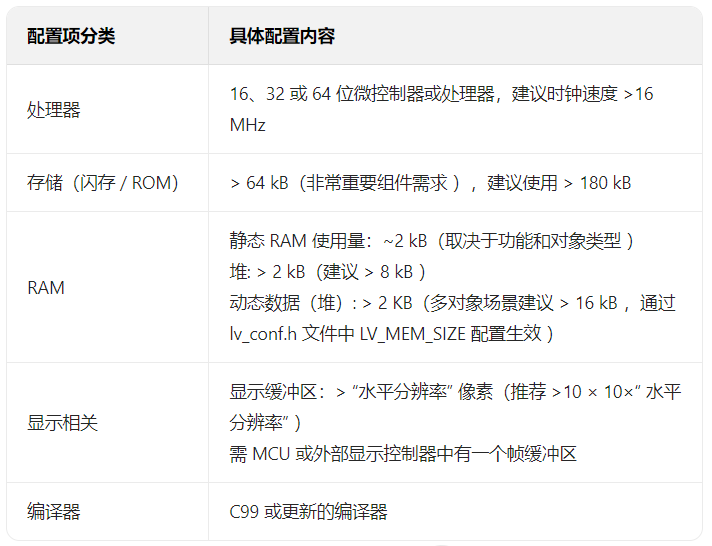 配置项分类 具体配置内容
处理器 16、32 或 64 位微控制器或处理器，建议时钟速度 >16
MHz
存储（闪存 / ROM） > 64 kB（非常重要组件需求 ），建议使用 > 180 kB
RAM
静态 RAM 使用量：~2 kB（取决于功能和对象类型 ）
堆: > 2 kB（建议 > 8 kB ）
动态数据（堆）: > 2 KB（多对象场景建议 > 16 kB ，通过
lv_conf.h 文件中 LV_MEM_SIZE 配置生效 ）
显示相关
显示缓冲区：> “水平分辨率” 像素（推荐 >10 × 10×“ 水平
分辨率” ）
需 MCU 或外部显示控制器中有一个帧缓冲区
编译器 C99 或更新的编译器